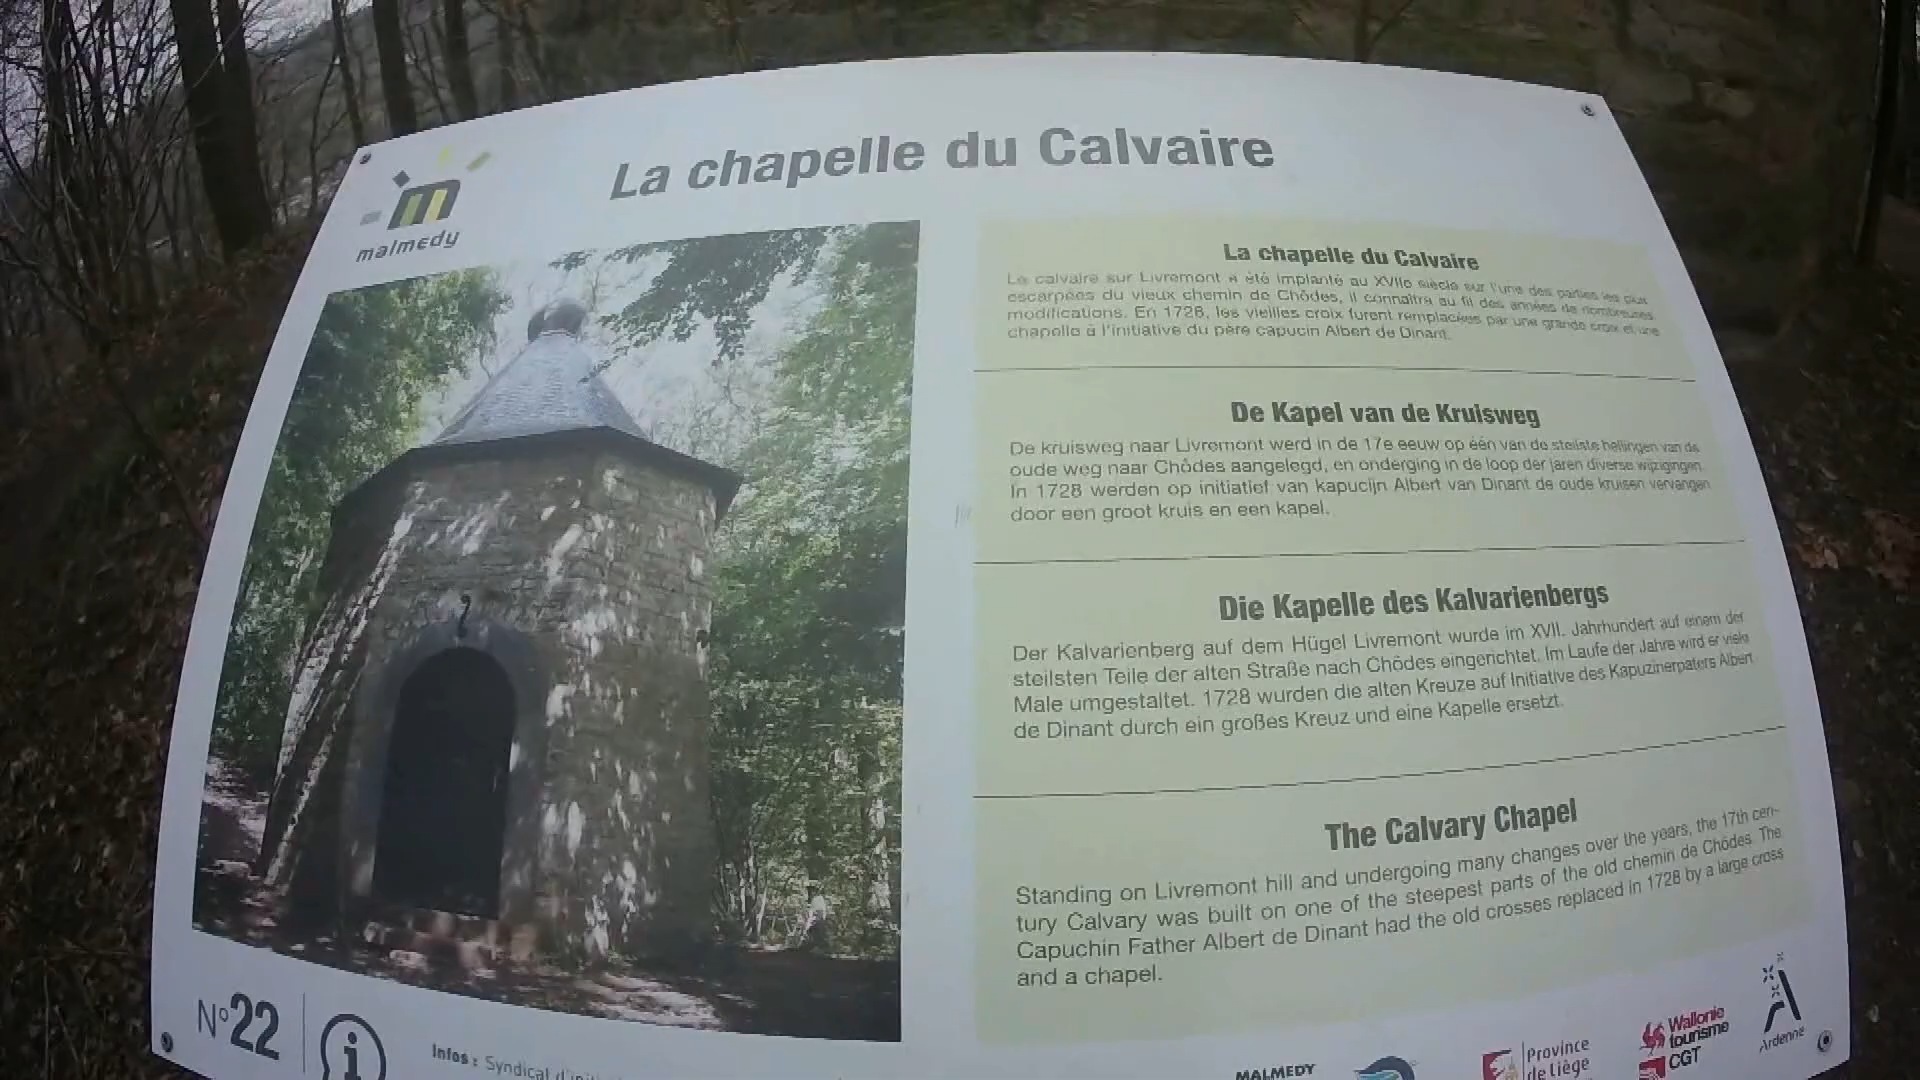 malmedy
La chapelle du Calvaire
La chapelle du Calvaire
Le calvaire sur Livremont a été implanté au XVIIe siècle sur l'une des parties les plus
escarpées du vieux chemin de Chôdes, il connaîtra au fil des années de nombreuses
modifications. En 1728, les vieilles croix furent remplacées par une grande croix et une
chapelle à l'initiative du père capucin Albert de Dinant.
De Kapel van de Kruisweg
De kruisweg naar Livremont werd in de 17e eeuw op één van de steilste hellingen van de
oude weg naar Chôdes aangelegd, en onderging in de loop der jaren diverse wijzigingen.
In 1728 werden op initiatief van kapucijn Albert van Dinant de oude kruisen vervangen
door een groot kruis en een kapel.
Die Kapelle des Kalvarienbergs
Der Kalvarienberg auf dem Hügel Livremont wurde im XVII. Jahrhundert auf einem der
steilsten Teile der alten Straße nach Chôdes eingerichtet. Im Laufe der Jahre wird er viele
Male umgestaltet. 1728 wurden die alten Kreuze auf Initiative des Kapuzinerpaters Albert
de Dinant durch ein großes Kreuz und eine Kapelle ersetzt.
The Calvary Chapel
Standing on Livremont hill and undergoing many changes over the years, the 17th cen-
tury Calvary was built on one of the steepest parts of the old chemin de Chôdes. The
Capuchin Father Albert de Dinant had the old crosses replaced in 1728 by a large cross
and a chapel.
N°22
i
Infos : Syndicat
MALMEDY
Province
de Liège
Wallonie
tourisme
CGT
Ardenne